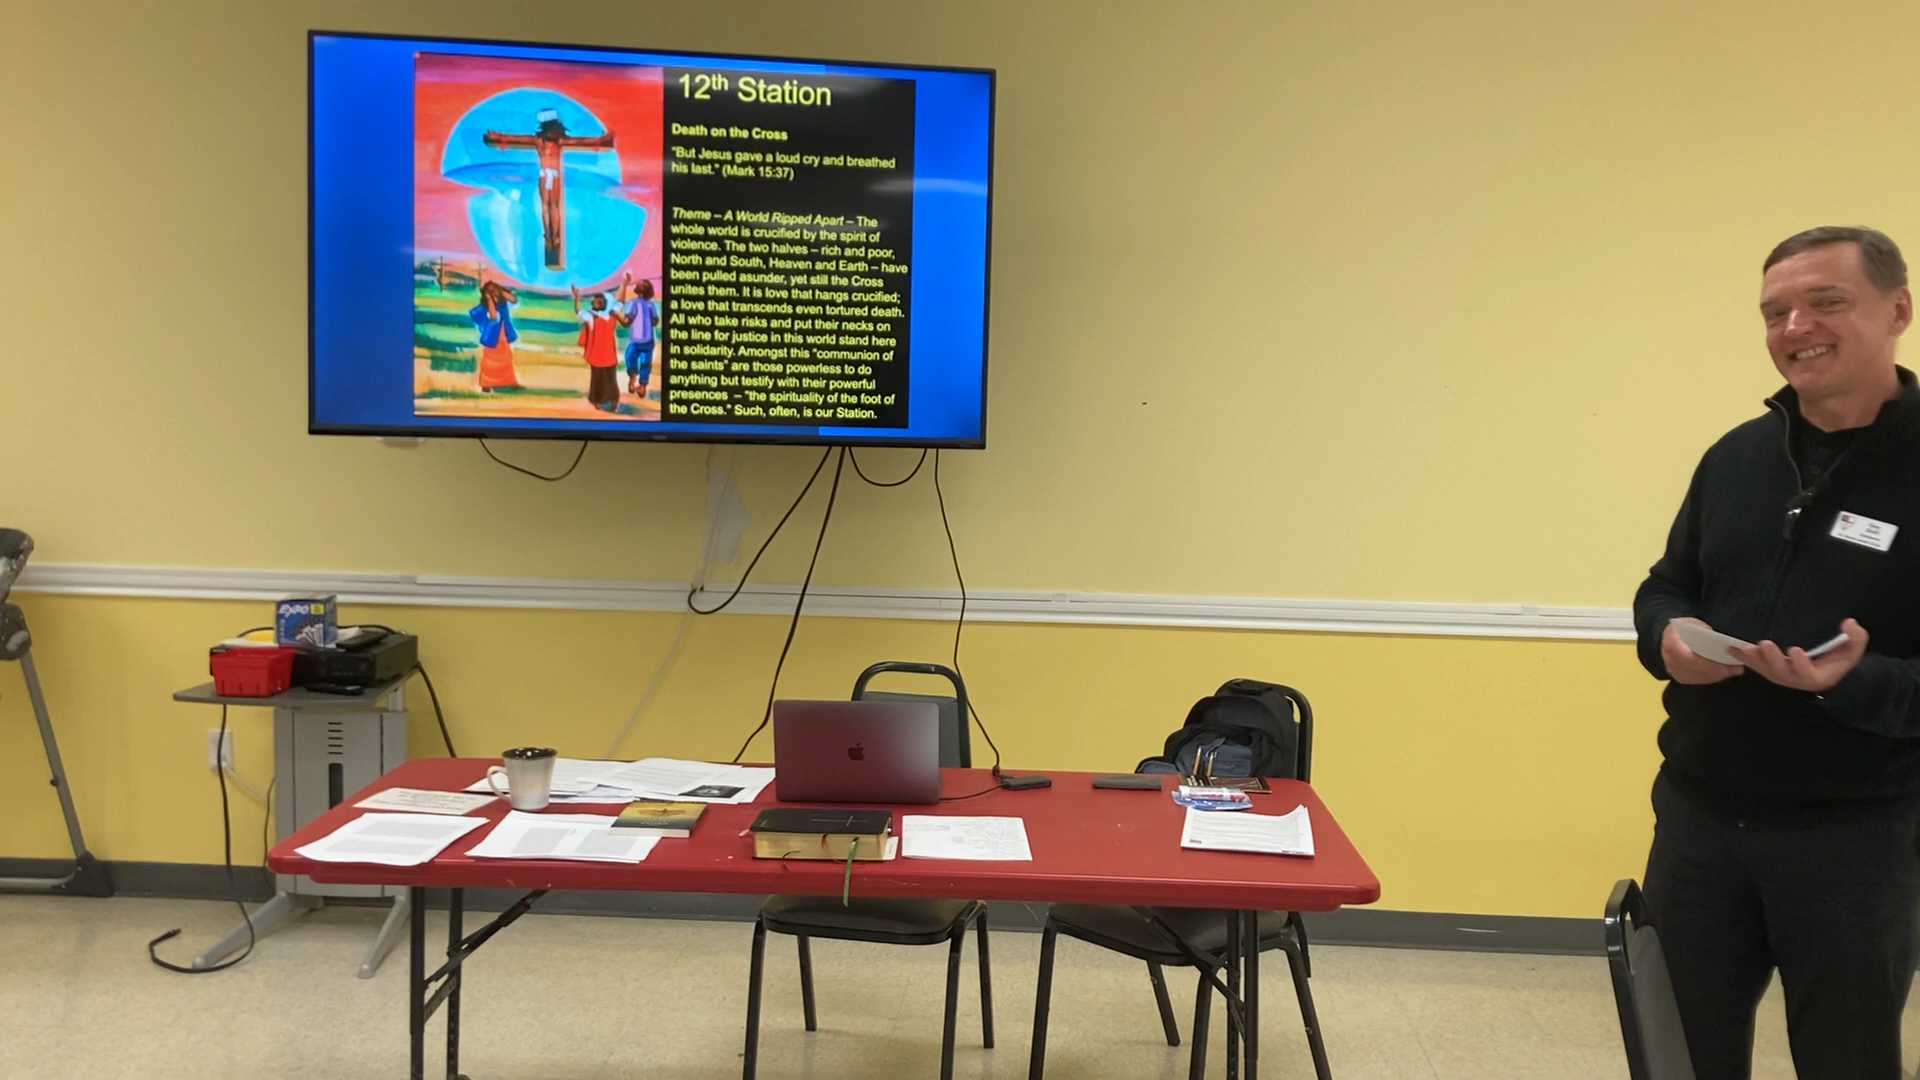 12th Station
Death on the Cross
"But Jesus gave a loud cry and breathed
his last." (Mark 15:37)
Theme – A World Ripped Apart – The
whole world is crucified by the spirit of
violence. The two halves – rich and poor,
North and South, Heaven and Earth – have
been pulled asunder, yet still the Cross
unites them. It is love that hangs crucified;
a love that transcends even tortured death.
All who take risks and put their necks on
the line for justice in this world stand here
in solidarity. Amongst this "communion of
the saints" are those powerless to do
anything but testify with their powerful
presences – "the spirituality of the foot of
the Cross." Such, often, is our Station.